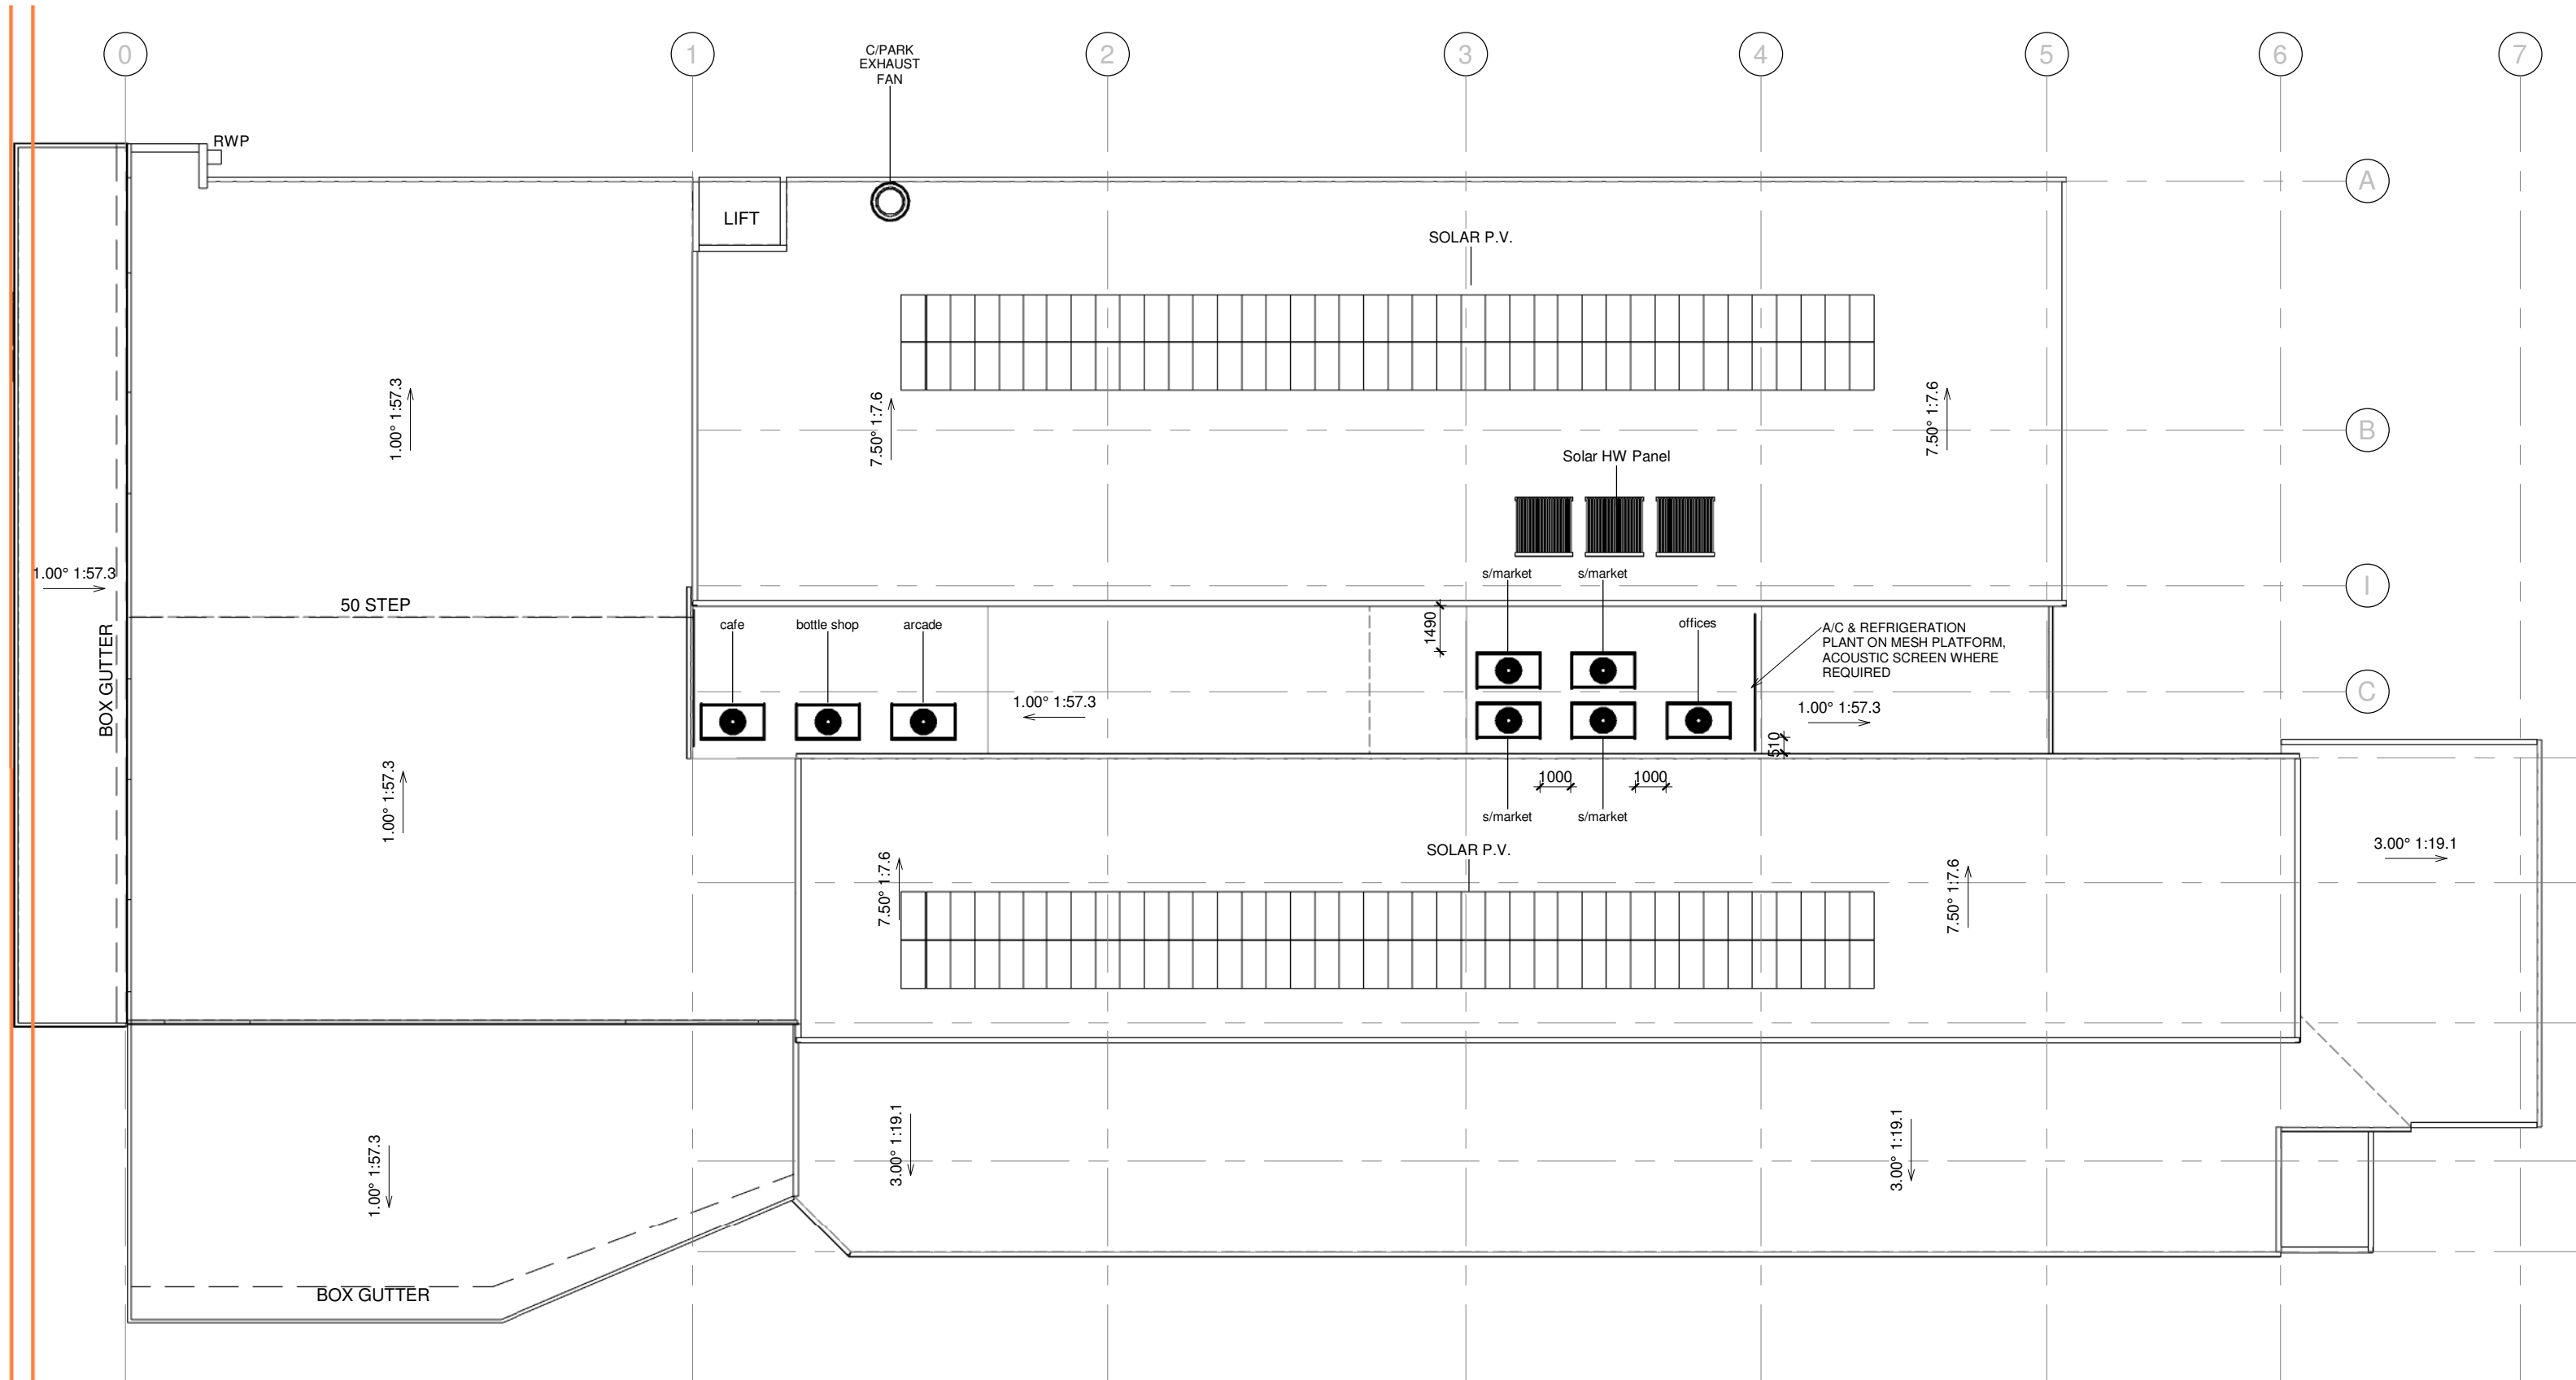 0
1
2
3
4
5
6
7
C/PARK
EXHAUST
FAN
RWP
A
LIFT
SOLAR P.V.
1.00° 1:57.3
7.50° 1:7.6
7.50° 1:7.6
B
Solar HW Panel
1.00° 1:57.3
s/market
s/market
I
50 STEP
BOX GUTTER
cafe
bottle shop
arcade
1490
offices
A/C & REFRIGERATION
PLANT ON MESH PLATFORM,
ACOUSTIC SCREEN WHERE
REQUIRED
C
1.00° 1:57.3
1.00° 1:57.3
510
1000
1000
1.00° 1:57.3
s/market
s/market
SOLAR P.V.
7.50° 1:7.6
7.50° 1:7.6
3.00° 1:19.1
1.00° 1:57.3
3.00° 1:19.1
3.00° 1:19.1
BOX GUTTER